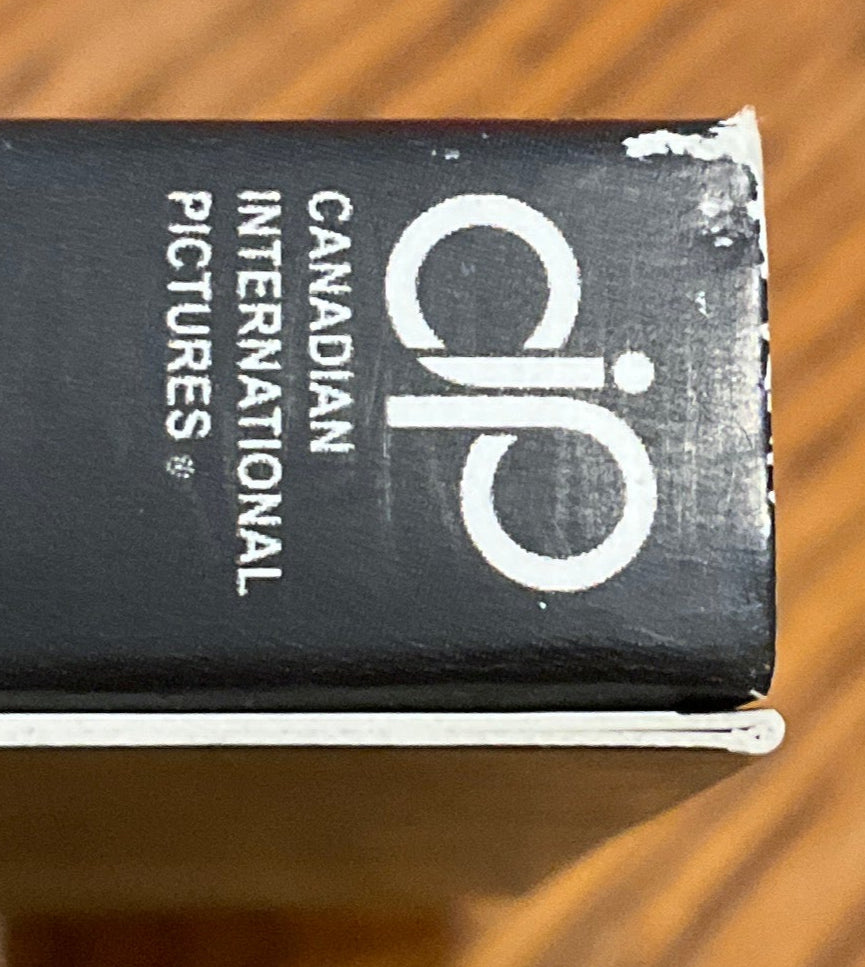 cip
CANADIAN
INTERNATIONAL
PICTURES ®